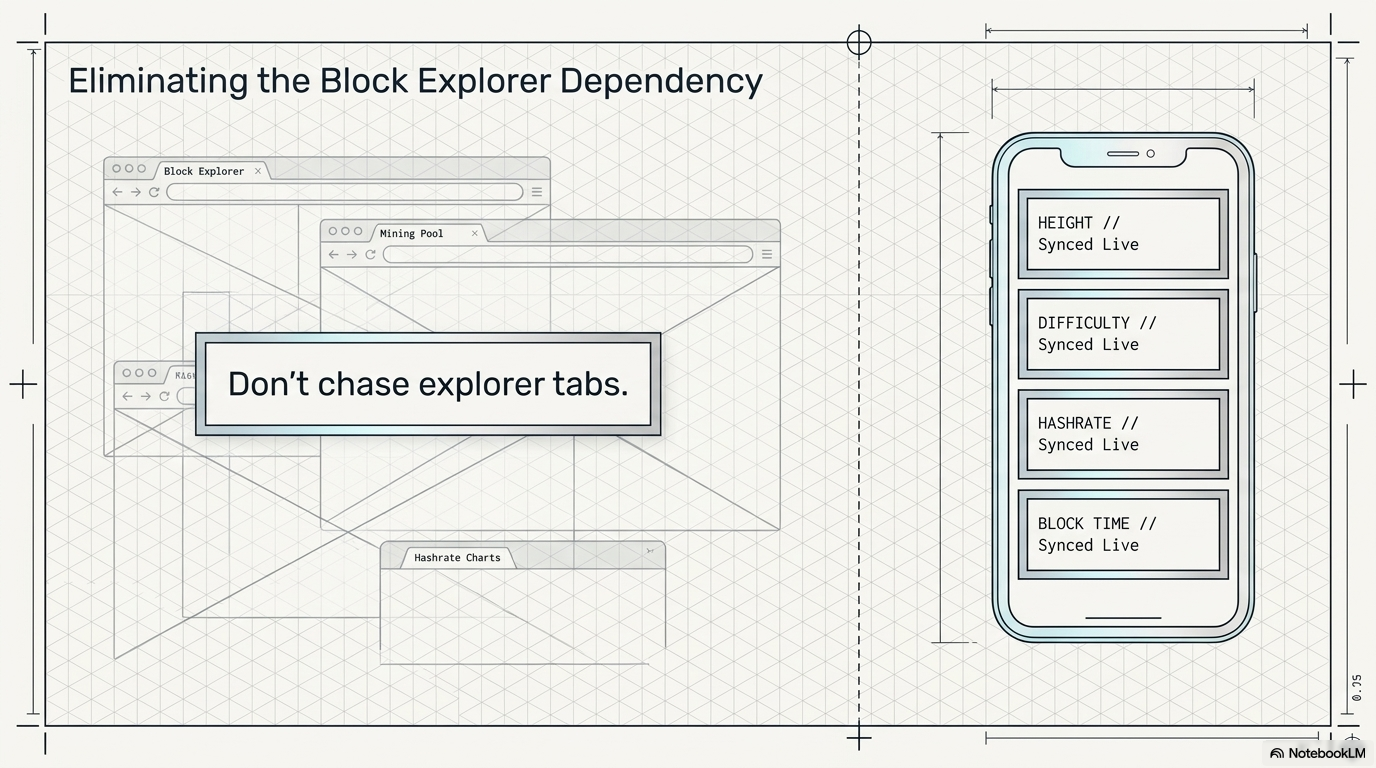 Eliminating the Block Explorer Dependency
Block Explorer
Mining Pool
Don't chase explorer tabs.
Hashrate Charts
HEIGHT //
Synced Live
DIFFICULTY //
Synced Live
HASHRATE //
Synced Live
BLOCK TIME //
Synced Live
NotebookLM